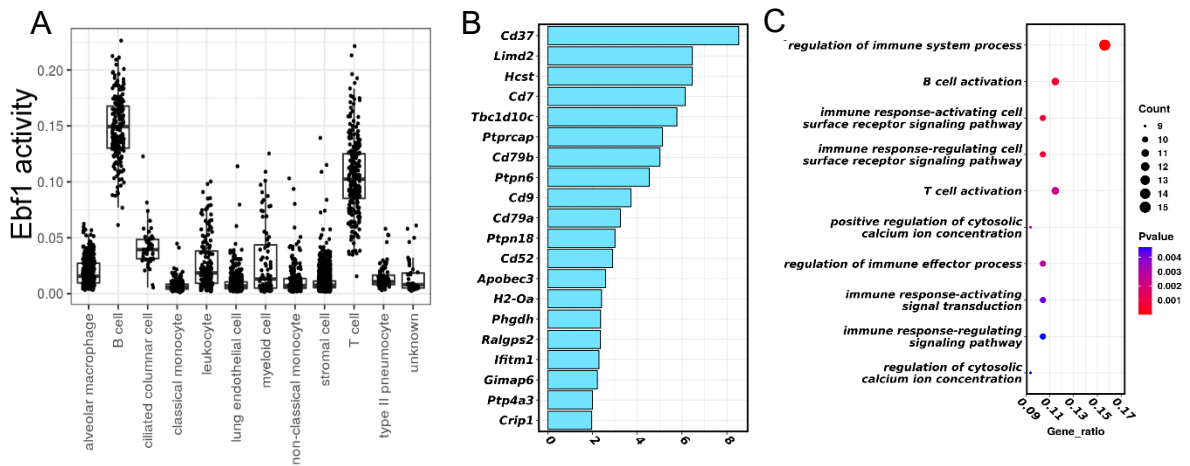 A
Ebf1 activity
0.20
0.15
0.10
0.05
0.00
alveolar macrophage
B cell
ciliated columnar cell
classical monocyte
leukocyte
lung endothelial cell
myeloid cell
non-classical monocyte
stromal cell
T cell
type II pneumocyte
unknown
B
Cd37
Limd2
Hcst
Cd7
Tbc1d10c
Ptprcap
Cd79b
Ptpn6
Cd9
Cd79a
Ptpn18
Cd52
Apobec3
H2-Oa
Phgdh
Ralgps2
Ifitm1
Gimap6
Ptp4a3
Crip1
0
2
4
6
8
C
regulation of immune system process
B cell activation
immune response-activating cell
surface receptor signaling pathway
immune response-regulating cell
surface receptor signaling pathway
T cell activation
positive regulation of cytosolic
calcium ion concentration
regulation of immune effector process
immune response-activating
signal transduction
immune response-regulating
signaling pathway
regulation of cytosolic
calcium ion concentration
0.09
0.11
0.13
0.15
0.17
Gene_ratio
Count
9
10
11
12
13
14
15
Pvalue
0.004
0.003
0.002
0.001